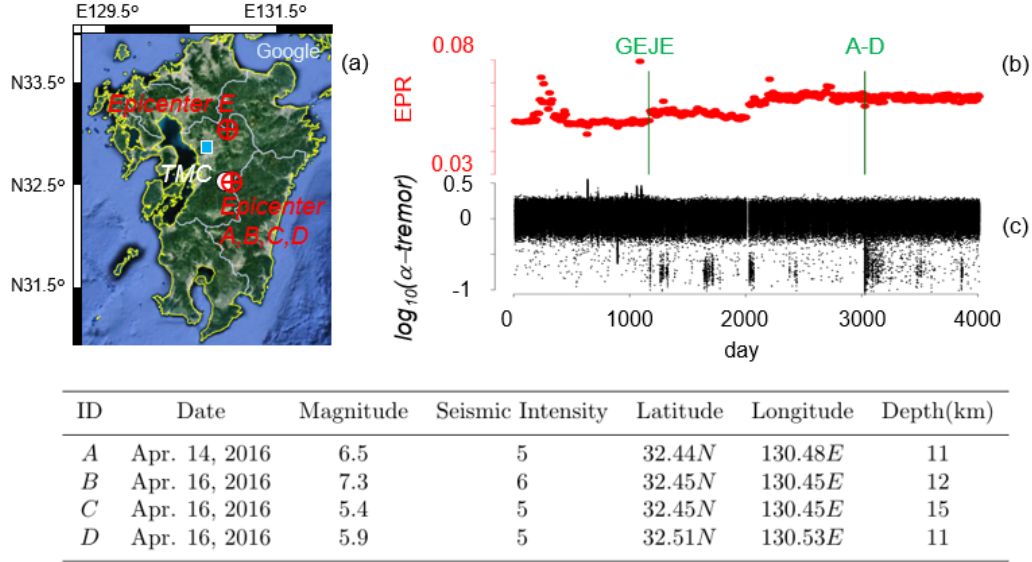 E129.5° E131.5°
Google
(a)
N33.5°
N32.5°
N31.5°
Epicenter E
TMC
Epicenter
A,B,C,D
GEJE A-D
0.08
EPR
0.03
(b)
0.5
0
-1
log₁₀(α−tremor)
(c)
0 1000 2000 3000 4000
day
ID Date Magnitude Seismic Intensity Latitude Longitude Depth(km)
A Apr. 14, 2016 6.5 5 32.44N 130.48E 11
B Apr. 16, 2016 7.3 6 32.45N 130.45E 12
C Apr. 16, 2016 5.4 5 32.45N 130.45E 15
D Apr. 16, 2016 5.9 5 32.51N 130.53E 11